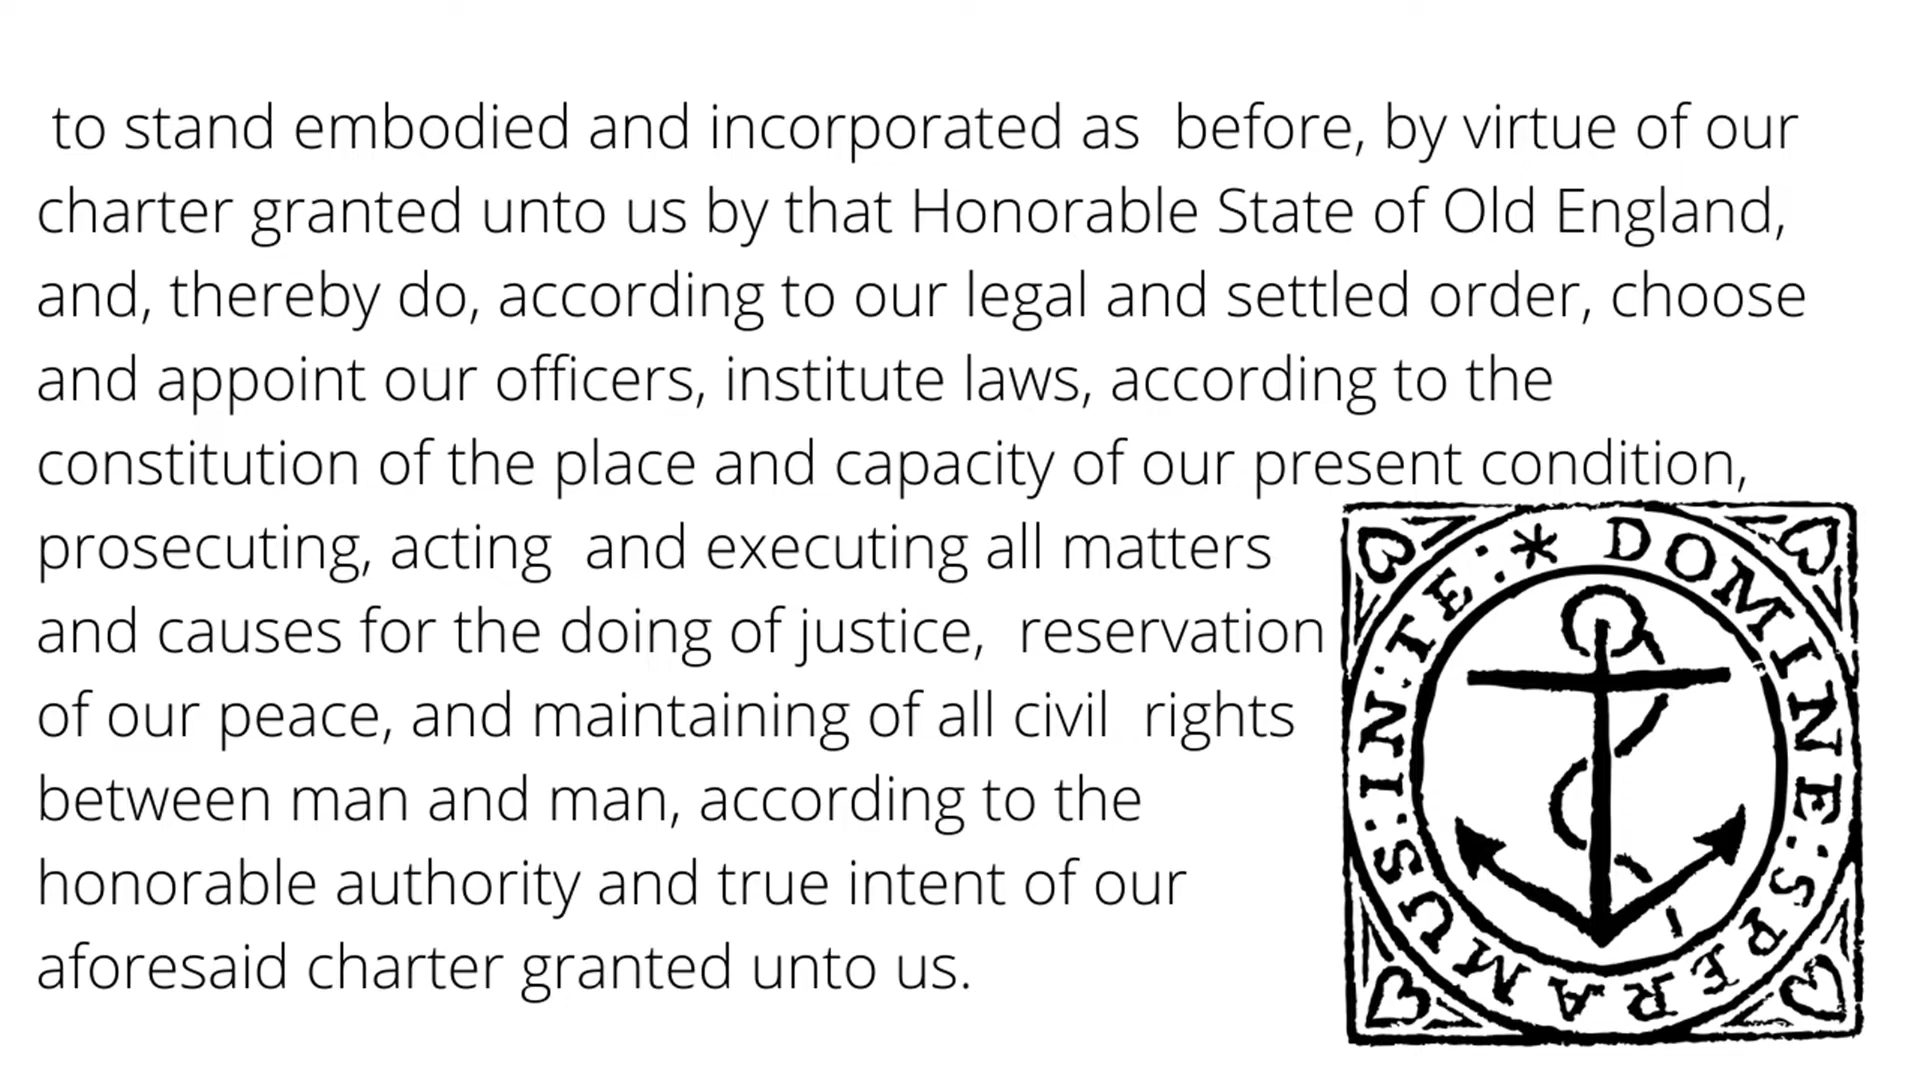 to stand embodied and incorporated as before, by virtue of our
charter granted unto us by that Honorable State of Old England,
and, thereby do, according to our legal and settled order, choose
and appoint our officers, institute laws, according to the
constitution of the place and capacity of our present condition,
prosecuting, acting and executing all matters
and causes for the doing of justice, reservation
of our peace, and maintaining of all civil rights
between man and man, according to the
honorable authority and true intent of our
aforesaid charter granted unto us.
* DOMINE: SPERAMUS: IN: TE: